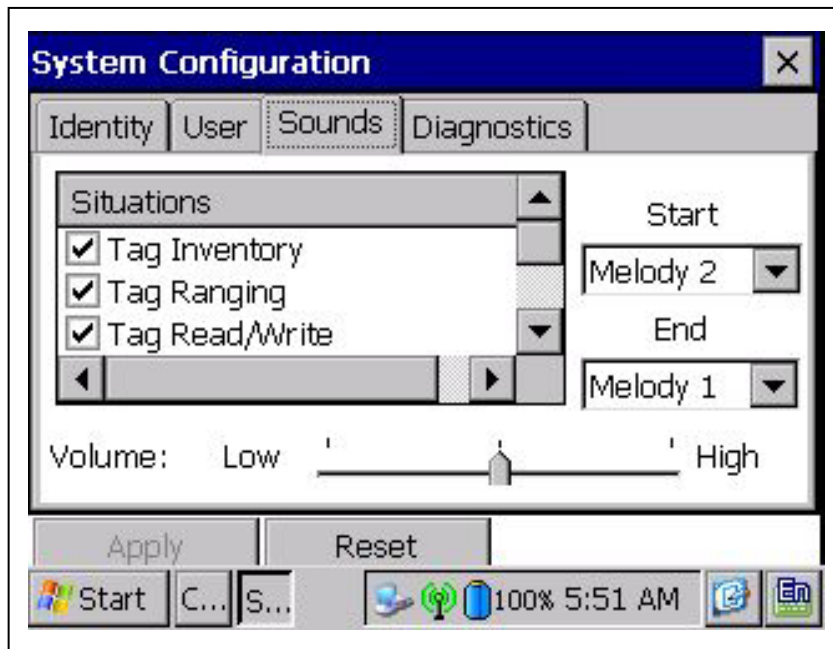 System Configuration
Identity User Sounds Diagnostics
Situations
Tag Inventory
Tag Ranging
Tag Read/Write
Start
Melody 2
End
Melody 1
Volume: Low High
Apply Reset
Start C... S... 100% 5:51 AM En